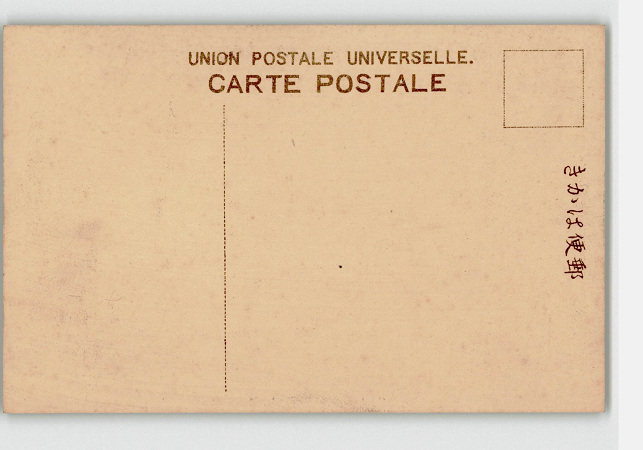 UNION POSTALE UNIVERSELLE.
CARTE POSTALE
きかは便郵